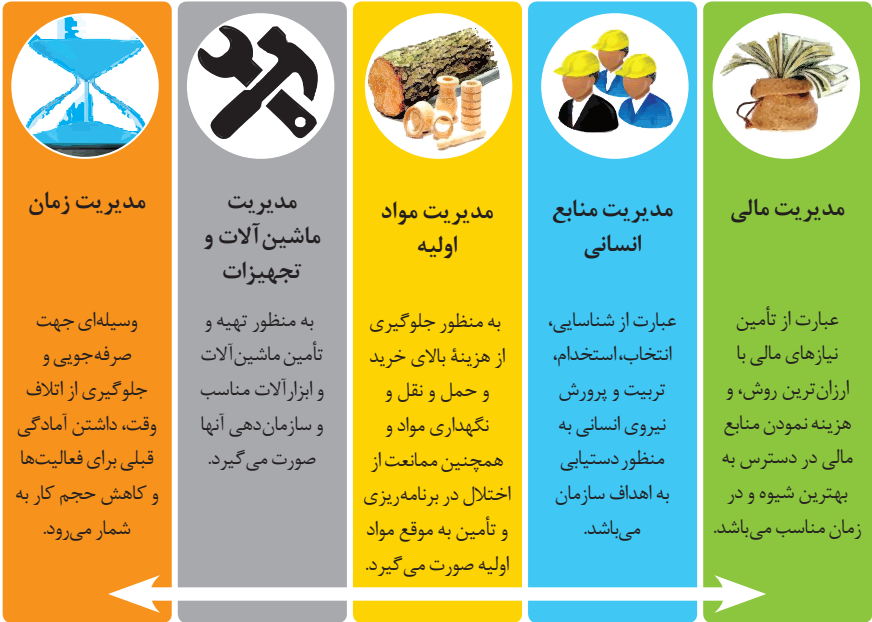 مدیریت مالی
عبارت از تأمین
نیازهای مالی با
ارزان‌ترین روش، و
هزینه نمودن منابع
مالی در دسترس به
بهترین شیوه و در
زمان مناسب می‌باشد.
مدیریت منابع
انسانی
عبارت از شناسایی،
انتخاب، استخدام،
تربیت و پرورش
نیروی انسانی به
منظور دستیابی
به اهداف سازمان
می‌باشد.
مدیریت مواد
اولیه
به منظور جلوگیری
از هزینهٔ بالای خرید
و حمل و نقل و
نگهداری مواد و
همچنین ممانعت از
اختلال در برنامه‌ریزی
و تأمین به موقع مواد
اولیه صورت می‌گیرد.
مدیریت
ماشین‌آلات و
تجهیزات
به منظور تهیه و
تأمین ماشین‌آلات
و ابزارآلات مناسب
و سازمان‌دهی آنها
صورت می‌گیرد.
مدیریت زمان
وسیله‌ای جهت
صرفه‌جویی و
جلوگیری از اتلاف
وقت، داشتن آمادگی
قبلی برای فعالیت‌ها
و کاهش حجم کار به
شمار می‌رود.